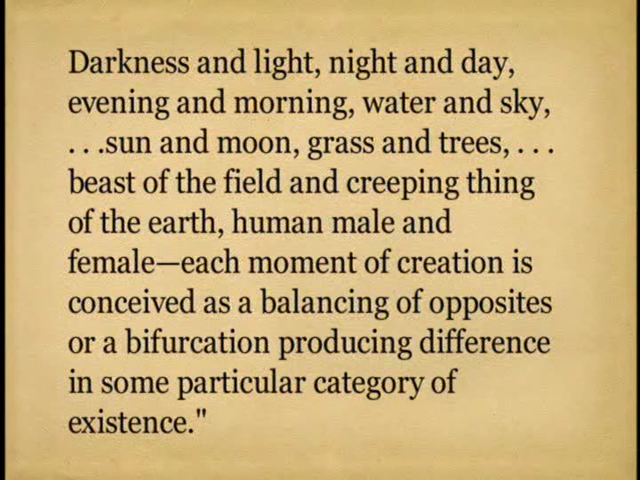 Darkness and light, night and day,
evening and morning, water and sky,
. . .sun and moon, grass and trees, . . .
beast of the field and creeping thing
of the earth, human male and
female—each moment of creation is
conceived as a balancing of opposites
or a bifurcation producing difference
in some particular category of
existence."